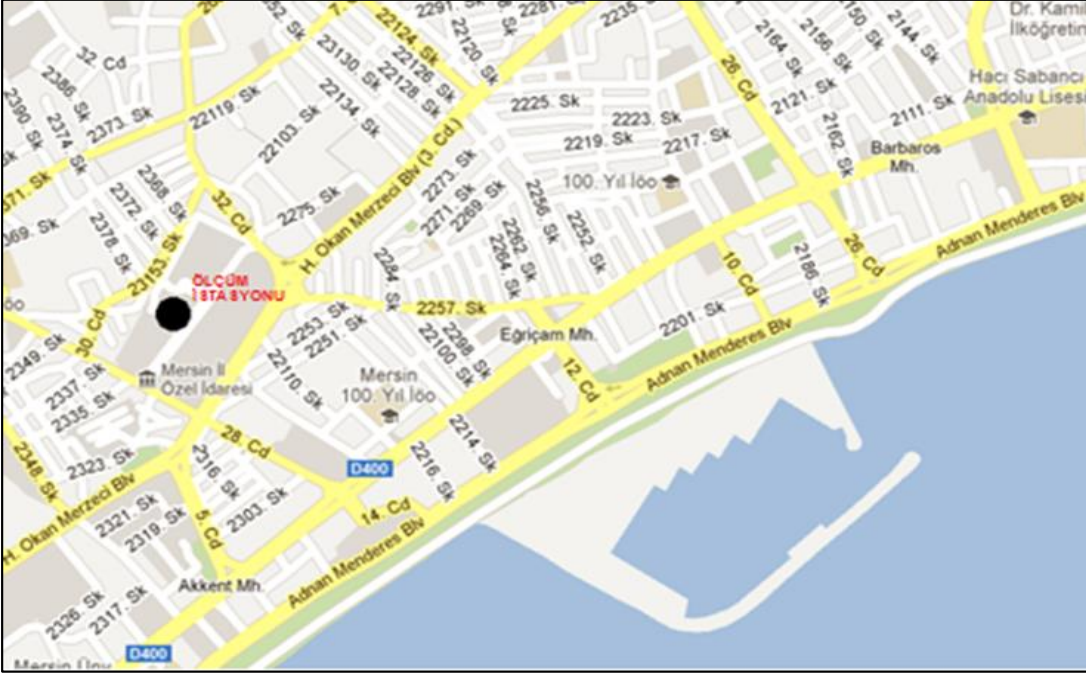 2291. Sk
2281. Sk
2235. Sk
Dr. Kamil
İlköğretin
32. Cd
22124. Sk
22120. Sk
22126. Sk
22128. Sk
23130. Sk
22134. Sk
2386. Sk
2390. Sk
2374. Sk
2373. Sk
22119. Sk
22103. Sk
26. Cd
2164. Sk
2156. Sk
2144. Sk
2121. Sk
2162. Sk
2111. Sk
Hacı Sabancı
Anadolu Lisesi
Barbaros
Mh.
2225. Sk
2223. Sk
2219. Sk
2217. Sk
100. Yıl İöo
2368. Sk
2372. Sk
2378. Sk
32. Cd
2275. Sk
H. Okan Merzeci Blv (3. Cd.)
2273. Sk
2271. Sk
2269. Sk
2256. Sk
2252. Sk
2262. Sk
2264. Sk
2284. Sk
23153. Sk
ÖLÇÜM
İSTASYONU
30. Cd
2257. Sk
10. Cd
2186. Sk
26. Cd
Adnan Menderes Blv
2253. Sk
2251. Sk
22110. Sk
22100. Sk
2298. Sk
Eğriçam Mh.
2201. Sk
12. Cd
Adnan Menderes Blv
2349. Sk
2337. Sk
2335. Sk
Mersin İl
Özel İdaresi
Mersin
100. Yıl İöo
2348. Sk
2323. Sk
2316. Sk
28. Cd
2303. Sk
D400
2214. Sk
2216. Sk
14. Cd
5. Cd
H. Okan Merzeci Blv
2321. Sk
2319. Sk
Akkent Mh.
Adnan Menderes Blv
2326. Sk
2317. Sk
D400
Mersin Ünv